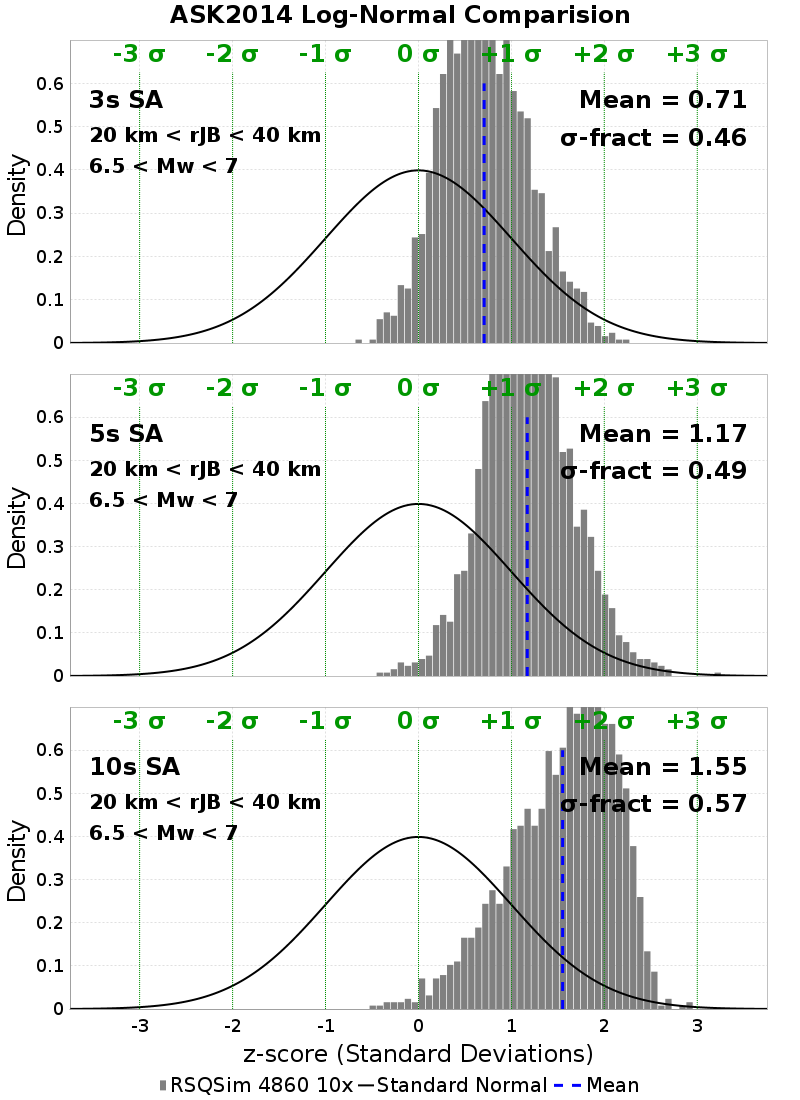 ASK2014 Log-Normal Comparision
-3 σ -2 σ -1 σ 0 σ +1 σ +2 σ +3 σ
3s SA
20 km < rJB < 40 km
6.5 < Mw < 7
Mean = 0.71
σ-fract = 0.46
Density
0.6
0.5
0.4
0.3
0.2
0.1
0
-3 σ -2 σ -1 σ 0 σ +1 σ +2 σ +3 σ
5s SA
20 km < rJB < 40 km
6.5 < Mw < 7
Mean = 1.17
σ-fract = 0.49
Density
0.6
0.5
0.4
0.3
0.2
0.1
0
-3 σ -2 σ -1 σ 0 σ +1 σ +2 σ +3 σ
10s SA
20 km < rJB < 40 km
6.5 < Mw < 7
Mean = 1.55
σ-fract = 0.57
Density
0.6
0.5
0.4
0.3
0.2
0.1
0
-3 -2 -1 0 1 2 3
z-score (Standard Deviations)
RSQSim 4860 10x Standard Normal Mean